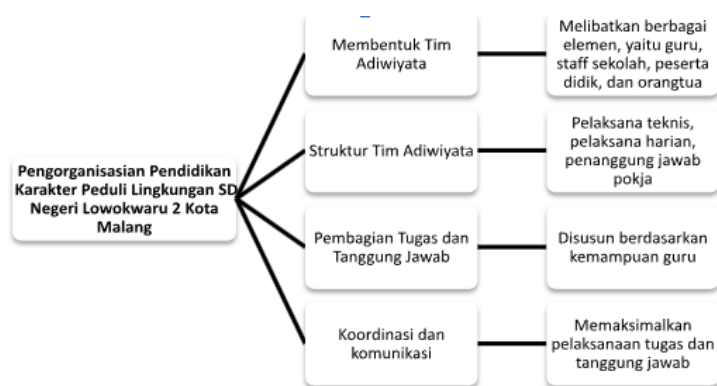 Membentuk Tim
Adiwiyata
Melibatkan berbagai
elemen, yaitu guru,
staff sekolah, peserta
didik, dan orangtua
Struktur Tim Adiwiyata
Pelaksana teknis,
pelaksana harian,
penanggung jawab
pokja
Pengorganisasian Pendidikan
Karakter Peduli Lingkungan SD
Negeri Lowokwaru 2 Kota
Malang
Pembagian Tugas dan
Tanggung Jawab
Disusun berdasarkan
kemampuan guru
Koordinasi dan
komunikasi
Memaksimalkan
pelaksanaan tugas dan
tanggung jawab